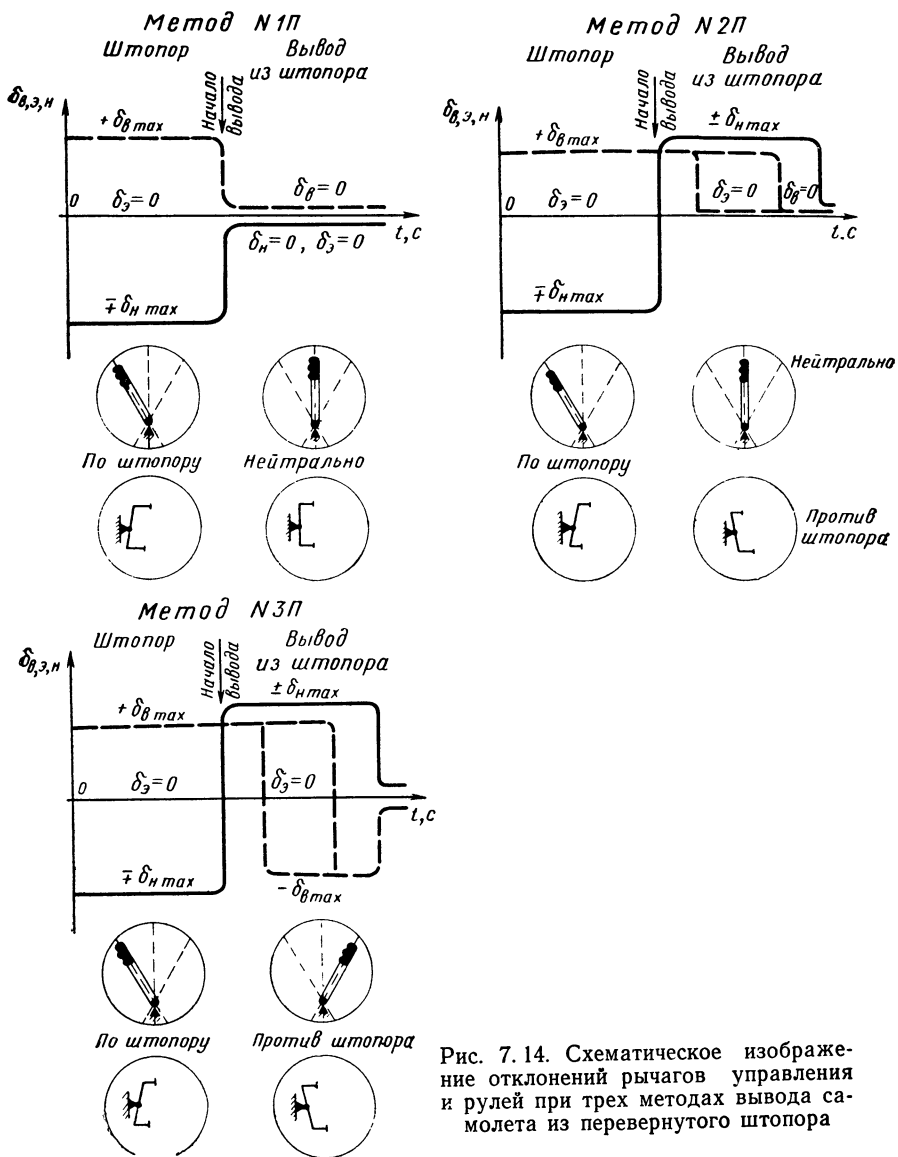 Метод N1П
Штопор
Вывод
из штопора
Начало
вывода
δв,э,н
+ δв max
0
δэ=0
δв=0
t,c
δн=0, δэ=0
∓ δн max
По штопору
Нейтрально
Метод N2П
Штопор
Вывод
из штопора
Начало
вывода
δв,э,н
± δн max
+ δв max
0
δэ=0
δэ=0
δв=0
t,c
∓ δн max
Нейтрально
По штопору
Против
штопора
Метод N3П
Штопор
Вывод
из штопора
Начало
вывода
δв,э,н
± δн max
+ δв max
0
δэ=0
δэ=0
t,c
∓ δн max
- δв max
По штопору
Против штопора
Рис. 7.14. Схематическое изображе-
ние отклонений рычагов управления
и рулей при трех методах вывода са-
молета из перевернутого штопора